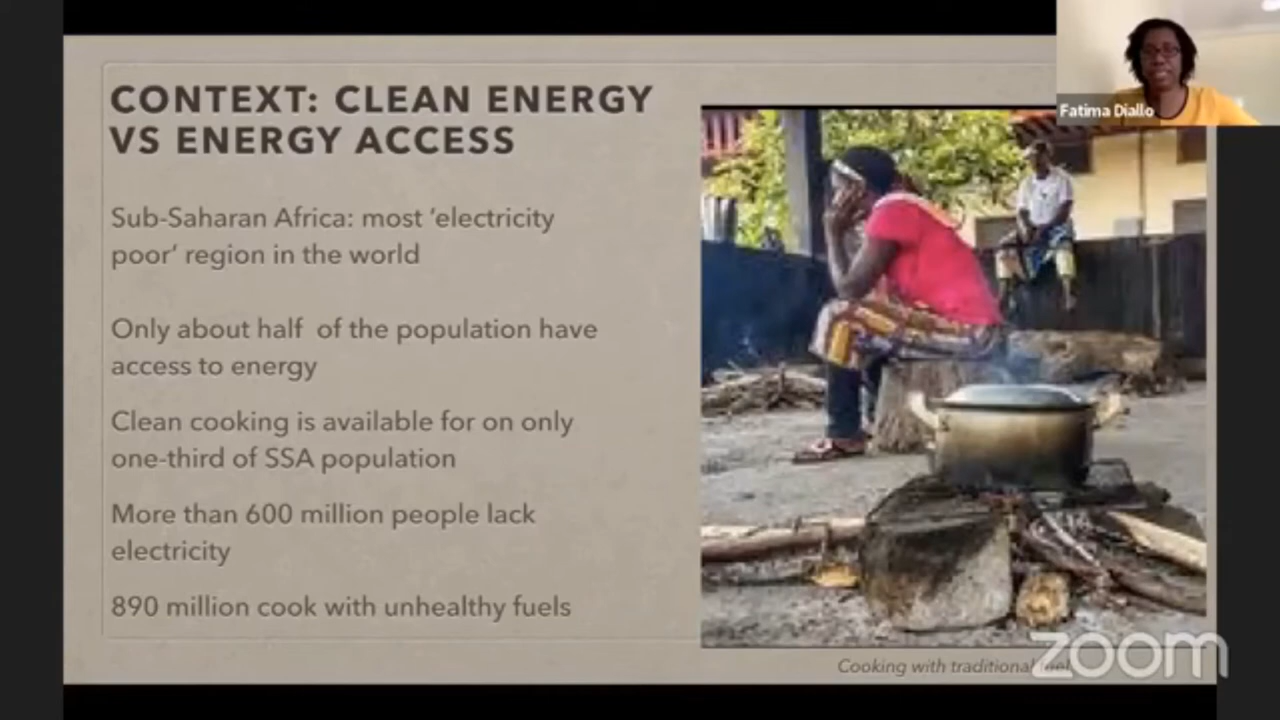 CONTEXT: CLEAN ENERGY
VS ENERGY ACCESS
Sub-Saharan Africa: most ‘electricity
poor’ region in the world
Only about half of the population have
access to energy
Clean cooking is available for on only
one-third of SSA population
More than 600 million people lack
electricity
890 million cook with unhealthy fuels
Fatima Diallo
Cooking with traditional
zoom